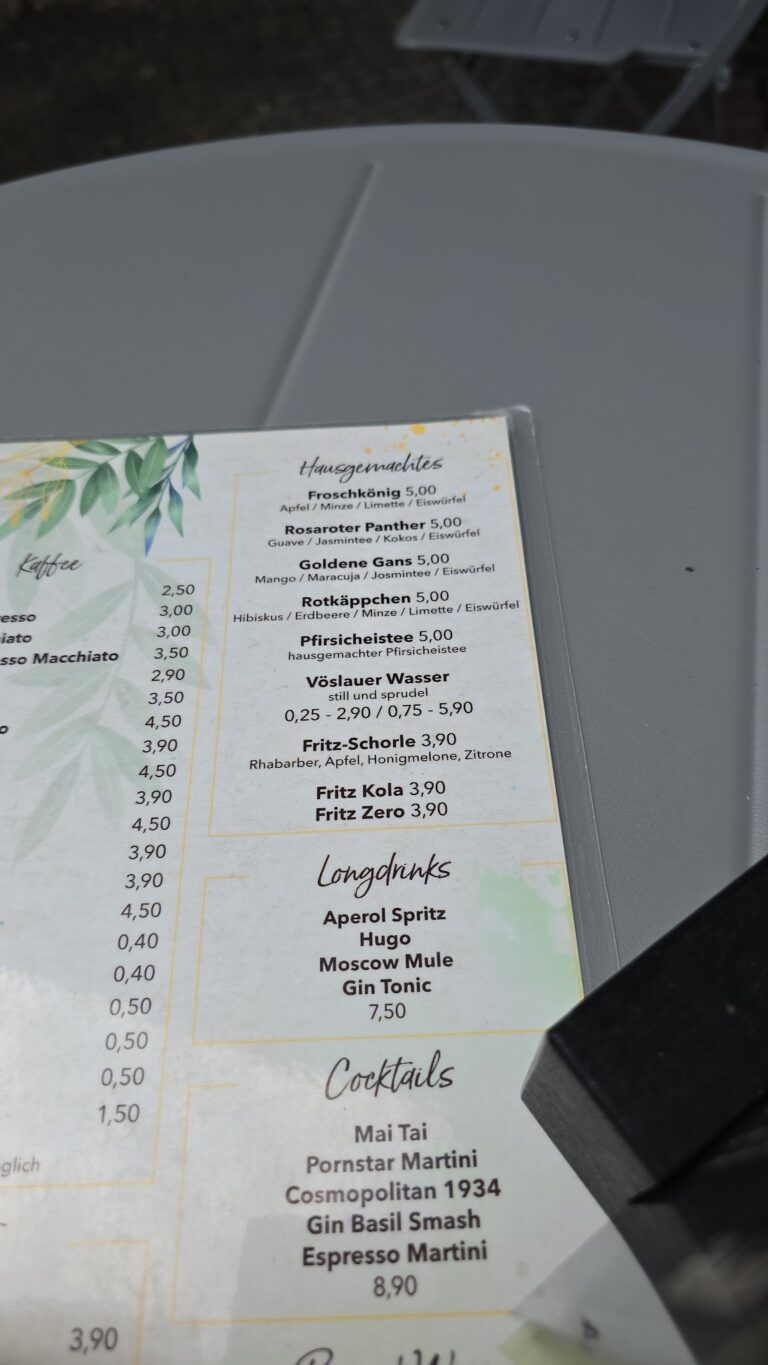 Kaffee
2,50
resso 3,00
iato 3,00
sso Macchiato 3,50
2,90
3,50
o 4,50
3,90
4,50
3,90
4,50
3,90
3,90
4,50
0,40
0,40
0,50
0,50
0,50
1,50
glich
3,90
Hausgemachtes
Froschkönig 5,00
Apfel / Minze / Limette / Eiswürfel
Rosaroter Panther 5,00
Guave / Jasmintee / Kokos / Eiswürfel
Goldene Gans 5,00
Mango / Maracuja / Josmintee / Eiswürfel
Rotkäppchen 5,00
Hibiskus / Erdbeere / Minze / Limette / Eiswürfel
Pfirsicheistee 5,00
hausgemachter Pfirsicheistee
Vöslauer Wasser
still und sprudel
0,25 - 2,90 / 0,75 - 5,90
Fritz-Schorle 3,90
Rhabarber, Apfel, Honigmelone, Zitrone
Fritz Kola 3,90
Fritz Zero 3,90
Longdrinks
Aperol Spritz
Hugo
Moscow Mule
Gin Tonic
7,50
Cocktails
Mai Tai
Pornstar Martini
Cosmopolitan 1934
Gin Basil Smash
Espresso Martini
8,90